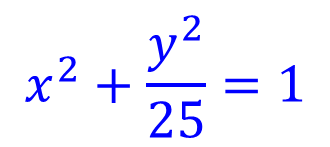 x² + y²/25 = 1